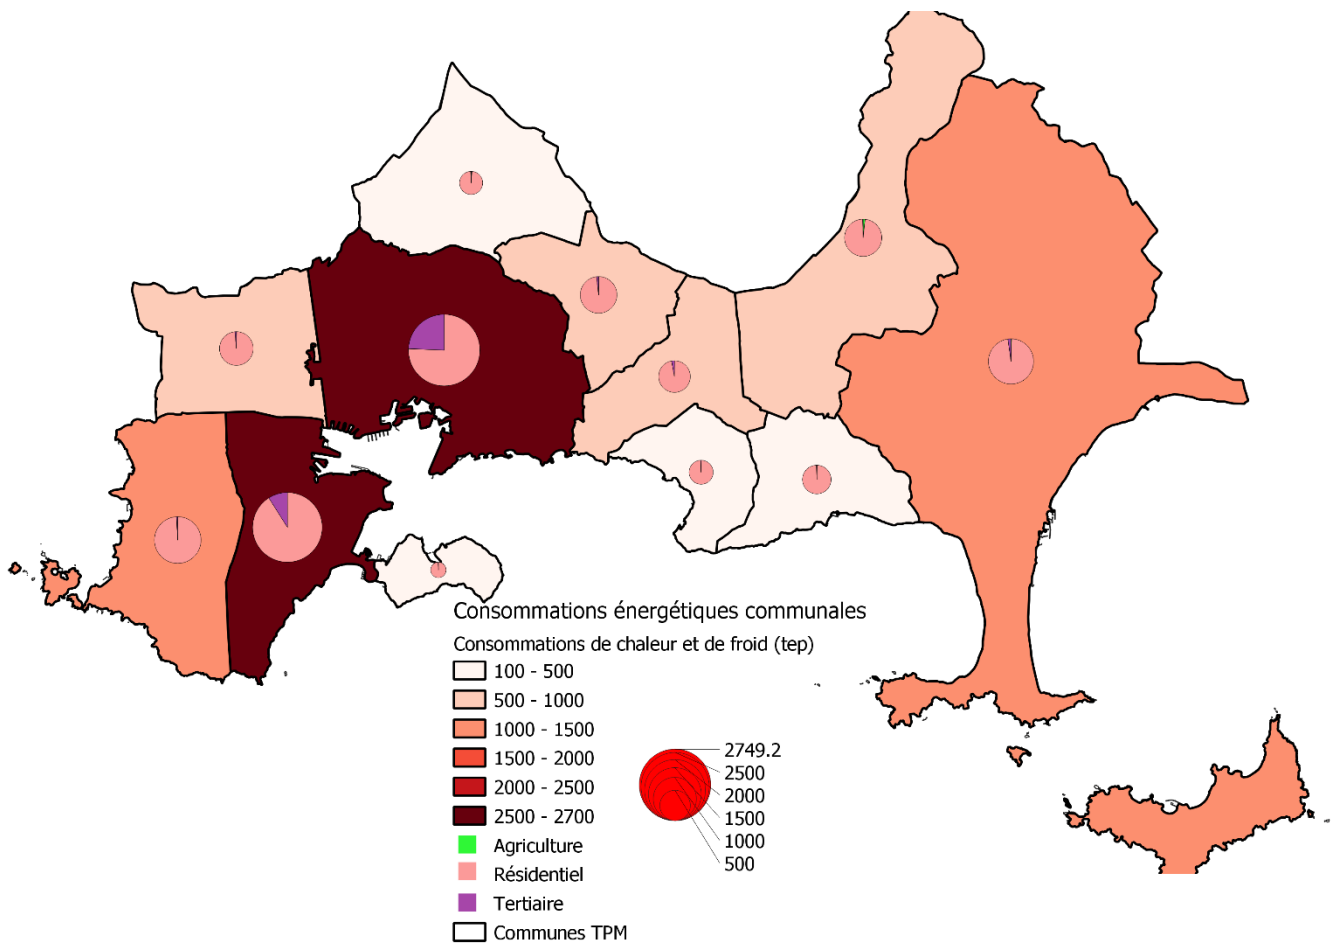 Consommations énergétiques communales
Consommations de chaleur et de froid (tep)
100 - 500
500 - 1000
1000 - 1500
1500 - 2000
2000 - 2500
2500 - 2700
Agriculture
Résidentiel
Tertiaire
Communes TPM
2749.2
2500
2000
1500
1000
500